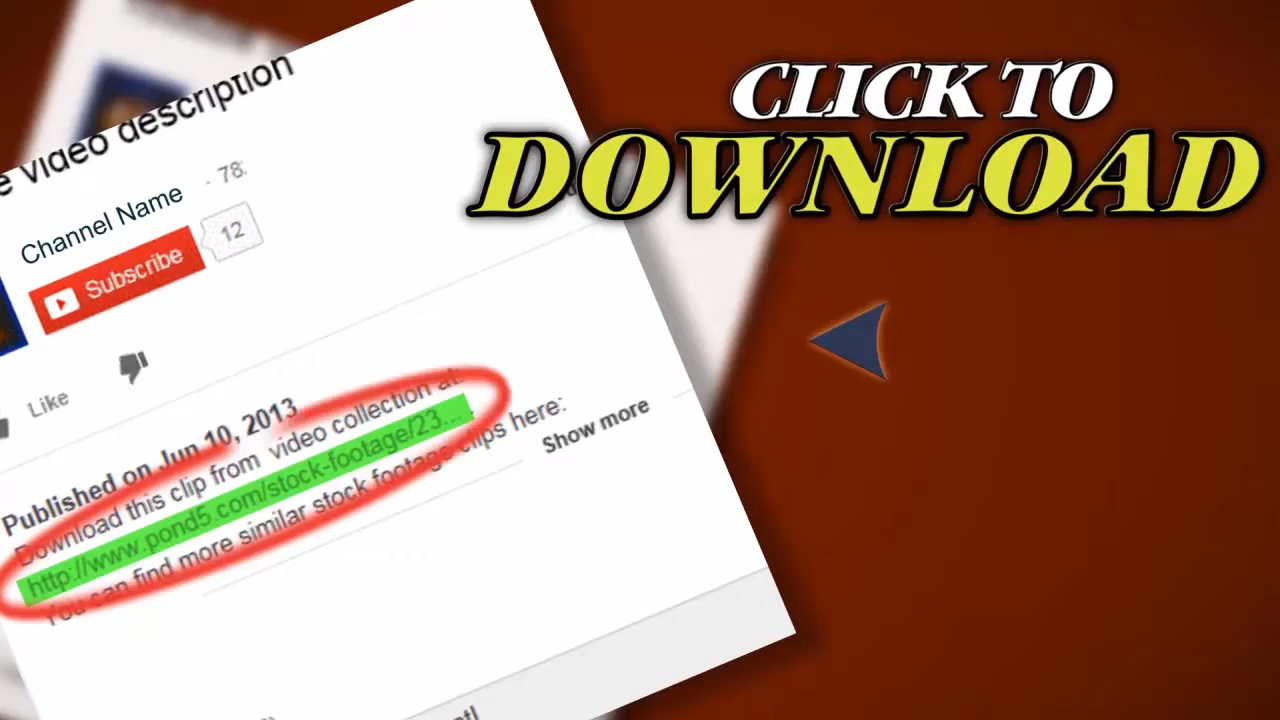 CLICK TO
DOWNLOAD
video description
Channel Name
78
Subscribe
12
Like
Published on Jun 10, 2013
Download this clip from video collection at:
http://www.pond5.com/stock-footage/23...
You can find more similar stock footage clips here:
Show more